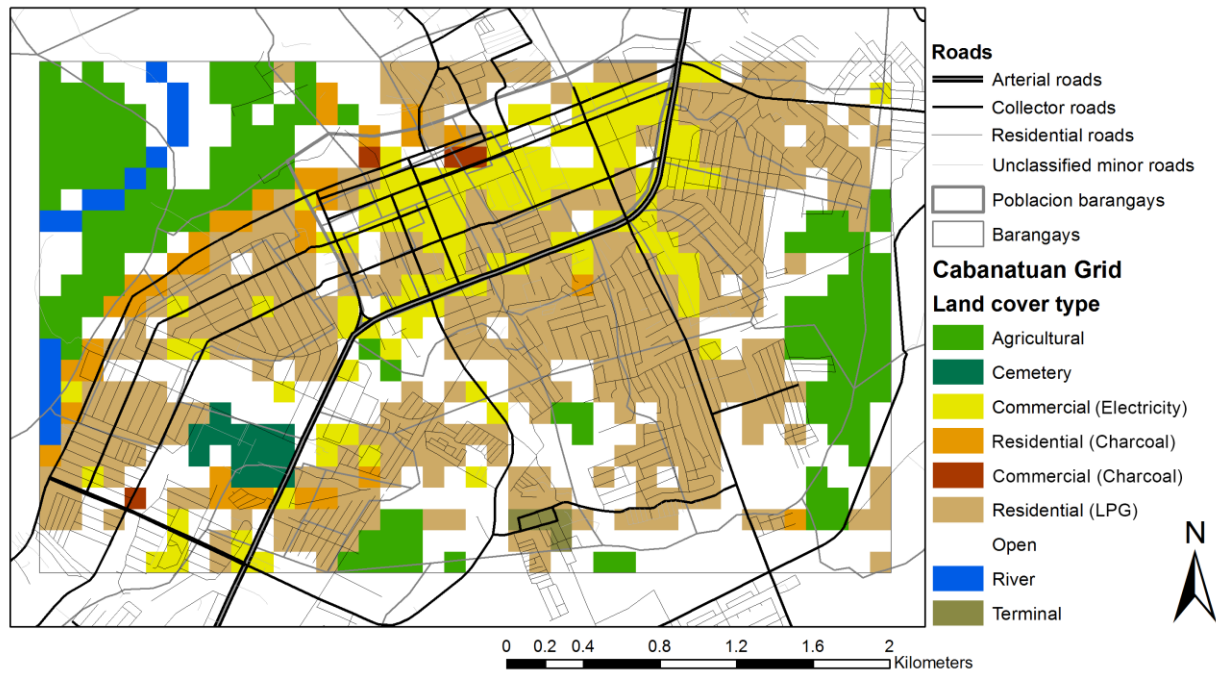 Roads
Arterial roads
Collector roads
Residential roads
Unclassified minor roads
Poblacion barangays
Barangays
Cabanatuan Grid
Land cover type
Agricultural
Cemetery
Commercial (Electricity)
Residential (Charcoal)
Commercial (Charcoal)
Residential (LPG)
Open
River
Terminal
N
0 0.2 0.4 0.8 1.2 1.6 2
Kilometers